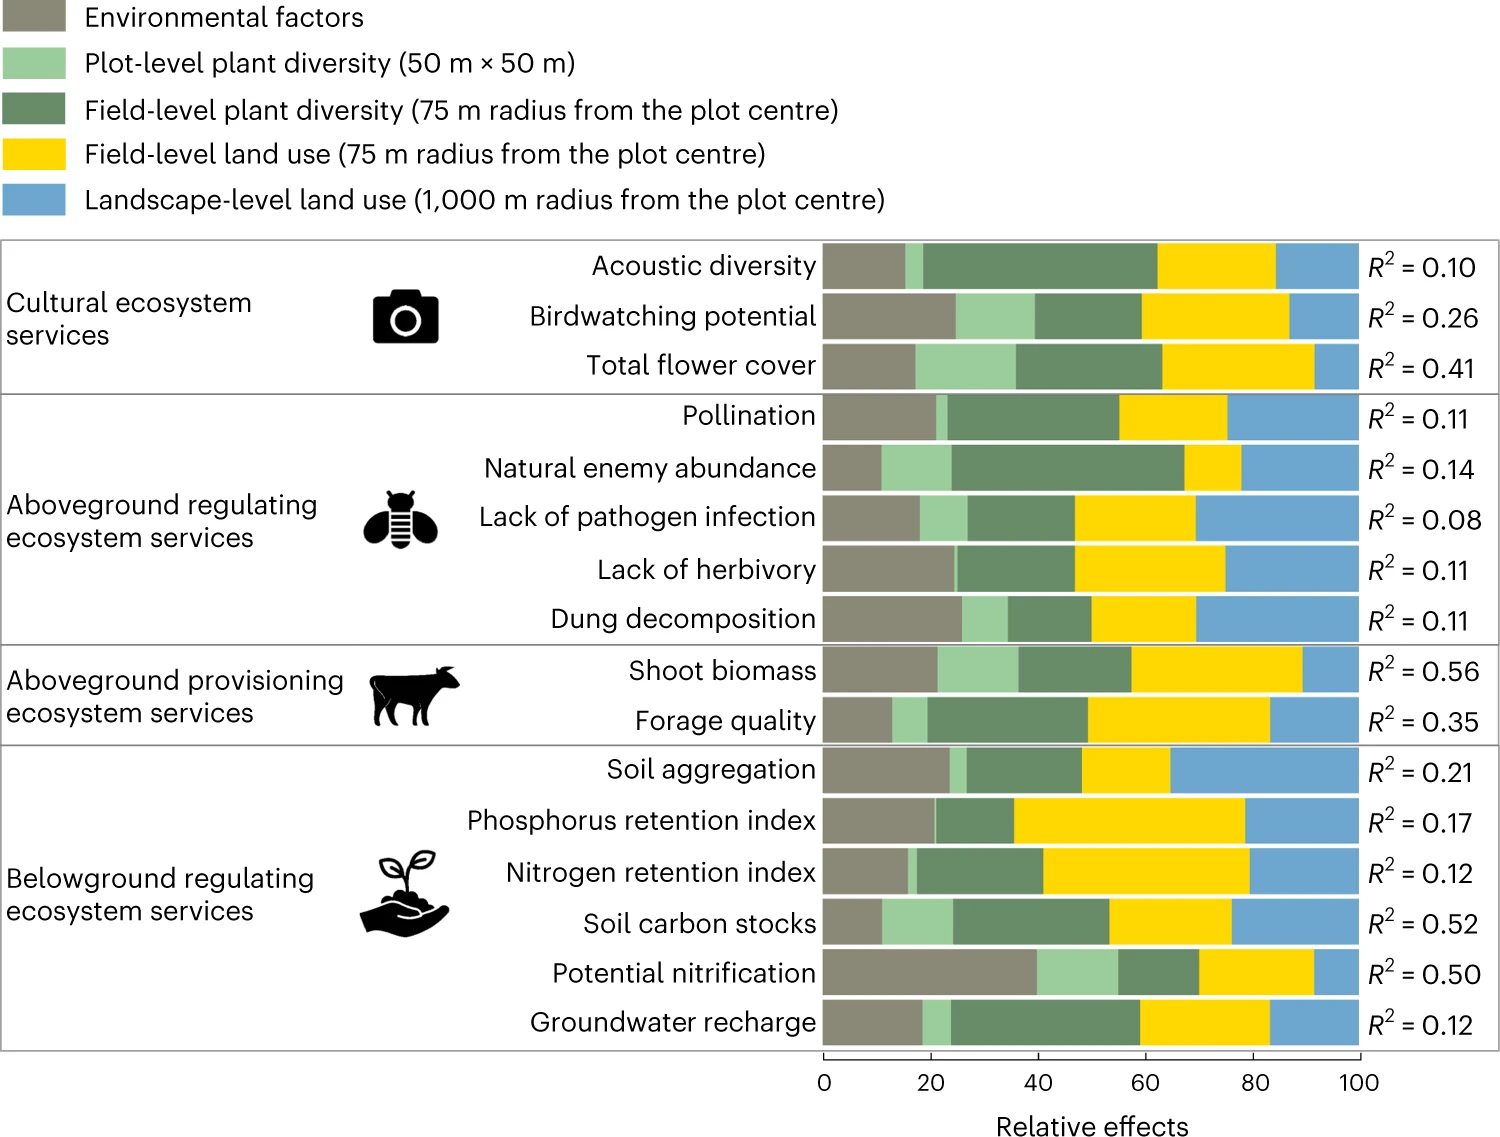 Environmental factors
Plot-level plant diversity (50 m × 50 m)
Field-level plant diversity (75 m radius from the plot centre)
Field-level land use (75 m radius from the plot centre)
Landscape-level land use (1,000 m radius from the plot centre)
Cultural ecosystem
services
Acoustic diversity R² = 0.10
Birdwatching potential R² = 0.26
Total flower cover R² = 0.41
Aboveground regulating
ecosystem services
Pollination R² = 0.11
Natural enemy abundance R² = 0.14
Lack of pathogen infection R² = 0.08
Lack of herbivory R² = 0.11
Dung decomposition R² = 0.11
Aboveground provisioning
ecosystem services
Shoot biomass R² = 0.56
Forage quality R² = 0.35
Belowground regulating
ecosystem services
Soil aggregation R² = 0.21
Phosphorus retention index R² = 0.17
Nitrogen retention index R² = 0.12
Soil carbon stocks R² = 0.52
Potential nitrification R² = 0.50
Groundwater recharge R² = 0.12
0 20 40 60 80 100
Relative effects